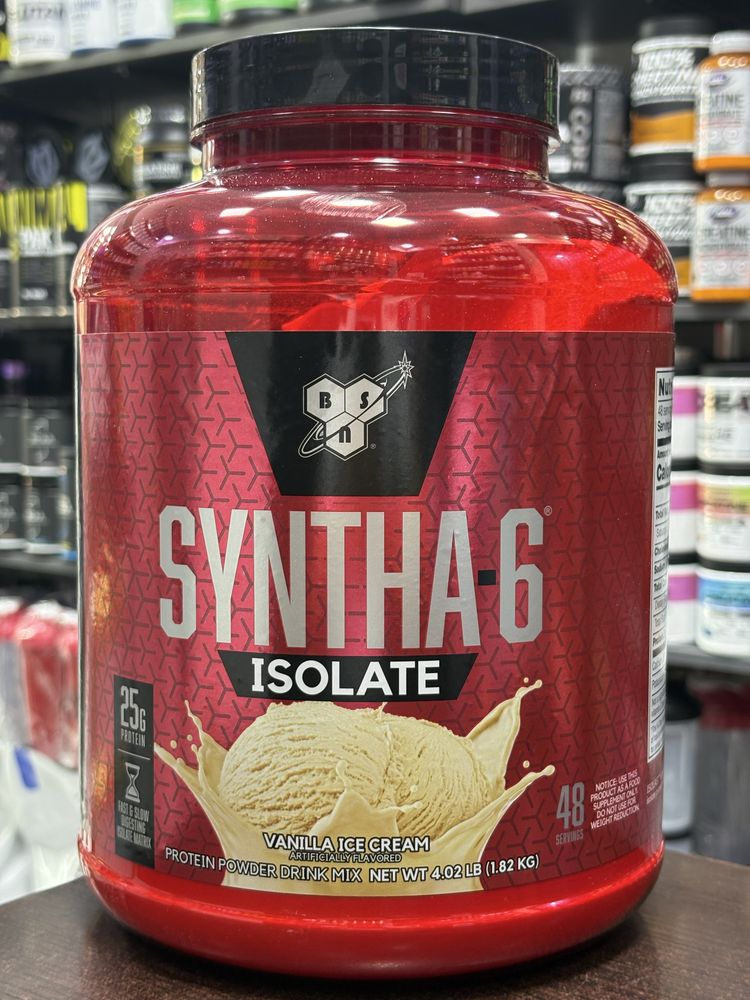 B S
n
®
SYNTHA-6®
ISOLATE
25G
PROTEIN
FAST & SLOW
DIGESTING
ISOLATE MATRIX
48
SERVINGS
NOTICE: USE THIS
PRODUCT AS A FOOD
SUPPLEMENT ONLY.
DO NOT USE FOR
WEIGHT REDUCTION.
VANILLA ICE CREAM
ARTIFICIALLY FLAVORED
PROTEIN POWDER DRINK MIX NET WT 4.02 LB (1.82 KG)